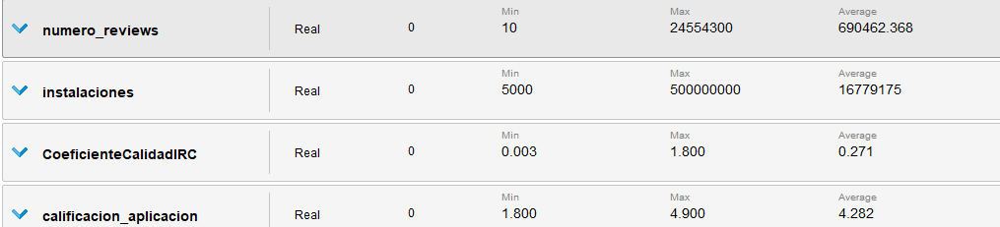 Min Max Average
numero_reviews Real 0 10 24554300 690462.368
Min Max Average
instalaciones Real 0 5000 500000000 16779175
Min Max Average
CoeficienteCalidadIRC Real 0 0.003 1.800 0.271
Min Max Average
calificacion_aplicacion Real 0 1.800 4.900 4.282